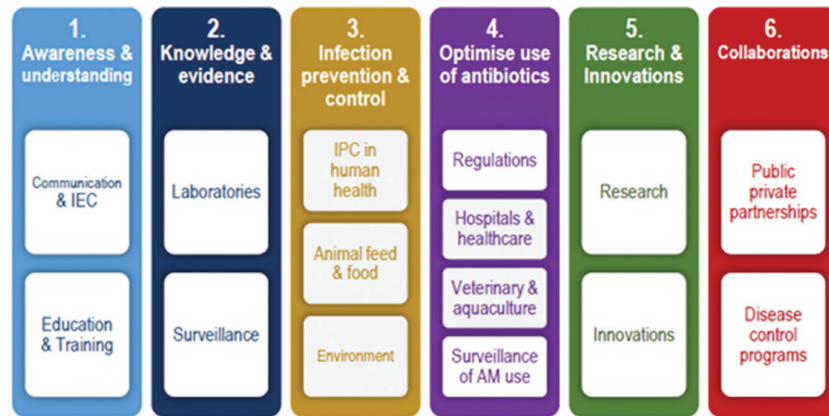 1.
Awareness &
understanding
Communication
& IEC
Education
& Training
2.
Knowledge &
evidence
Laboratories
Surveillance
3.
Infection
prevention &
control
IPC in
human
health
Animal feed
& food
Environment
4.
Optimise use
of antibiotics
Regulations
Hospitals &
healthcare
Veterinary &
aquaculture
Surveillance
of AM use
5.
Research &
Innovations
Research
Innovations
6.
Collaborations
Public
private
partnerships
Disease
control
programs